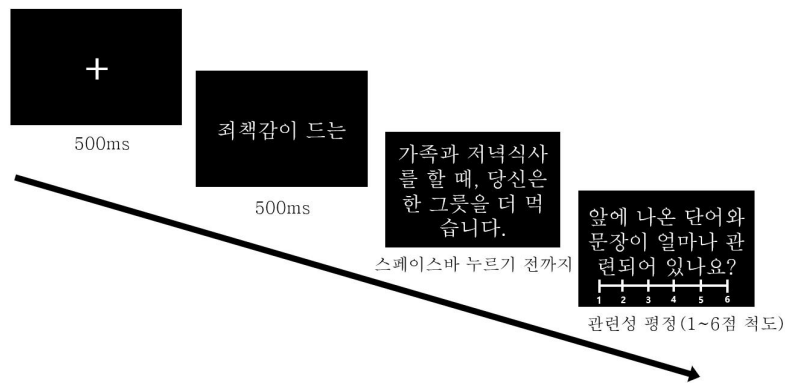 +
500ms
죄책감이 드는
500ms
가족과 저녁식사
를 할 때, 당신은
한 그릇을 더 먹
습니다.
스페이스바 누르기 전까지
앞에 나온 단어와
문장이 얼마나 관
련되어 있나요?
1 2 3 4 5 6
관련성 평정(1~6점 척도)